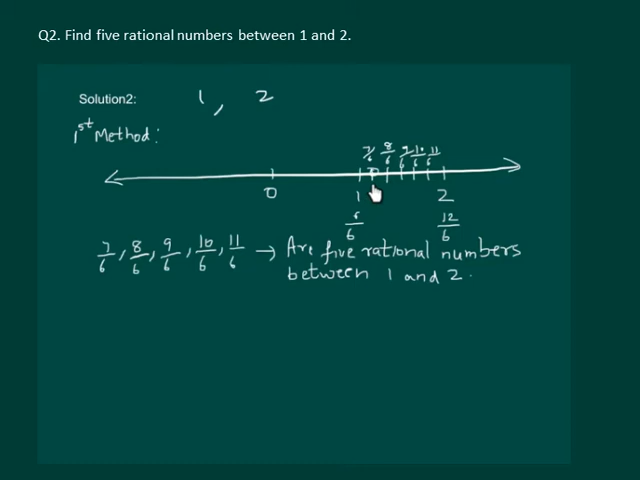 Q2. Find five rational numbers between 1 and 2.
Solution2: 1, 2
1st Method:
7/6 8/6 9/6 10/6 11/6
0 1 2
6/6 12/6
7/6, 8/6, 9/6, 10/6, 11/6 → Are five rational numbers
between 1 and 2.